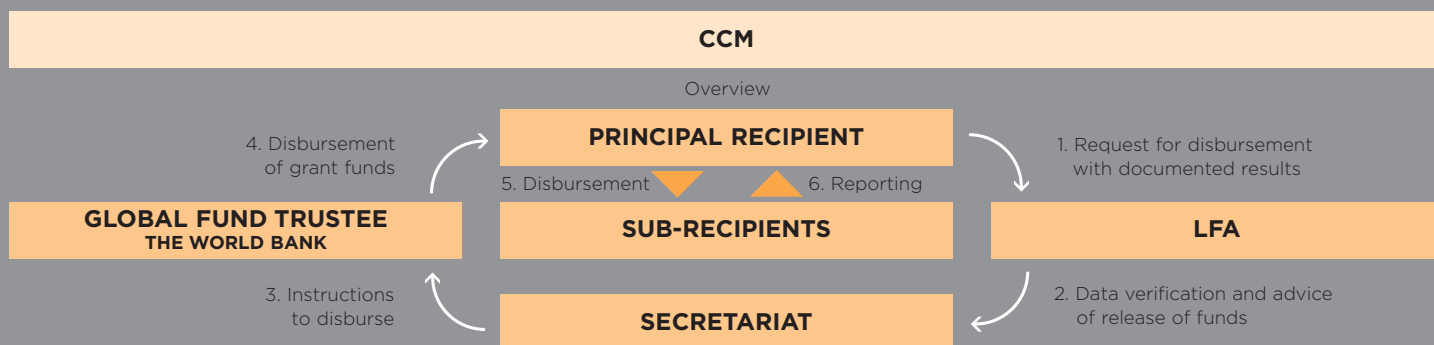 CCM
Overview
PRINCIPAL RECIPIENT
4. Disbursement
of grant funds
1. Request for disbursement
with documented results
5. Disbursement
6. Reporting
GLOBAL FUND TRUSTEE
THE WORLD BANK
SUB-RECIPIENTS
LFA
3. Instructions
to disburse
2. Data verification and advice
of release of funds
SECRETARIAT